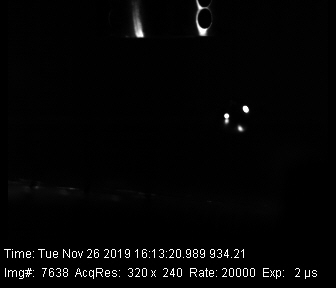 Time: Tue Nov 26 2019 16:13:20.989 934.21
Img#: 7638 AcqRes: 320 x 240 Rate: 20000 Exp: 2 µs